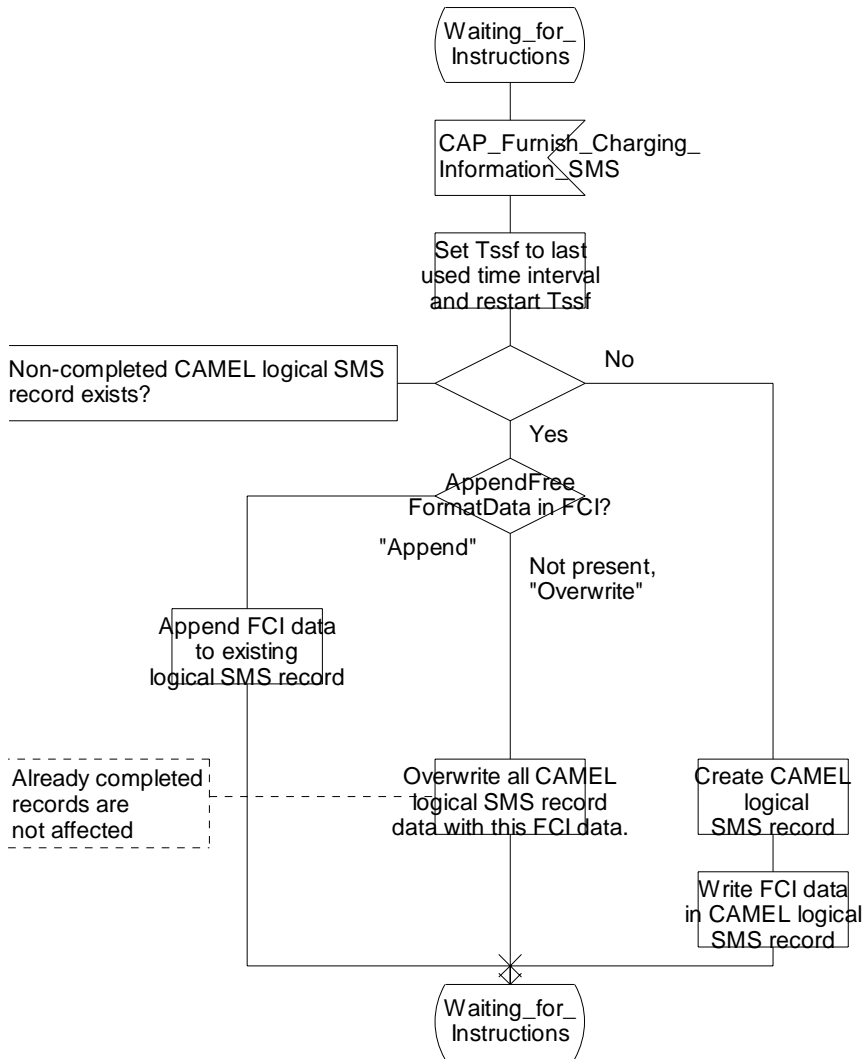 Waiting_for_
Instructions
CAP_Furnish_Charging_
Information_SMS
Set Tssf to last
used time interval
and restart Tssf
Non-completed CAMEL logical SMS
record exists?
No
Yes
AppendFree
FormatData in FCI?
"Append"
Not present,
"Overwrite"
Append FCI data
to existing
logical SMS record
Already completed
records are
not affected
Overwrite all CAMEL
logical SMS record
data with this FCI data.
Create CAMEL
logical
SMS record
Write FCI data
in CAMEL logical
SMS record
Waiting_for_
Instructions